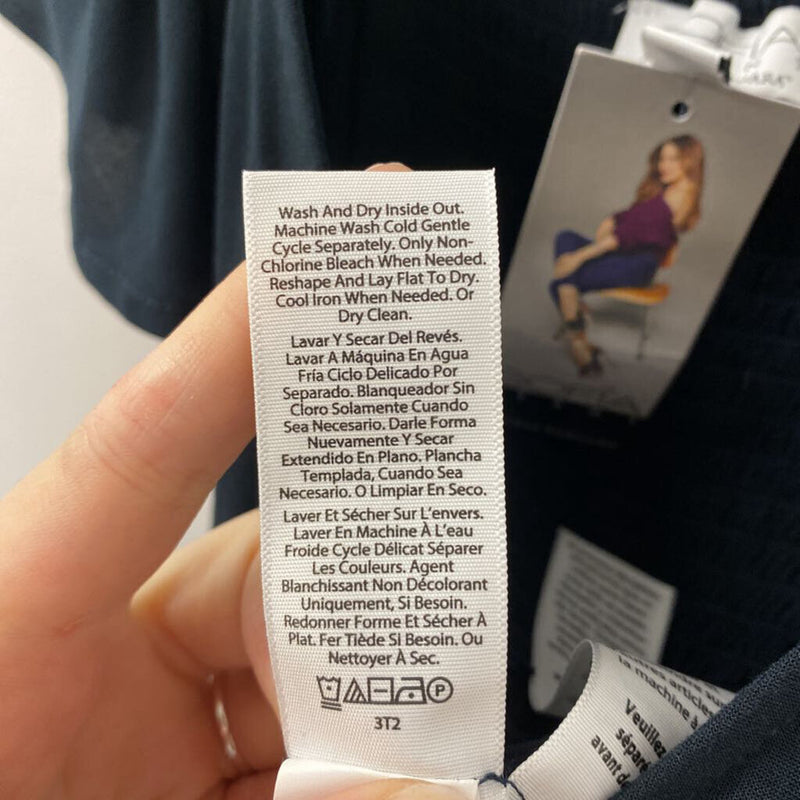 Wash And Dry Inside Out.
Machine Wash Cold Gentle
Cycle Separately. Only Non-
Chlorine Bleach When Needed.
Reshape And Lay Flat To Dry.
Cool Iron When Needed. Or
Dry Clean.
Lavar Y Secar Del Revés.
Lavar A Máquina En Agua
Fría Ciclo Delicado Por
Separado. Blanqueador Sin
Cloro Solamente Cuando
Sea Necesario. Darle Forma
Nuevamente Y Secar
Extendido En Plano. Plancha
Templada, Cuando Sea
Necesario. O Limpiar En Seco.
Laver Et Sécher Sur L'envers.
Laver En Machine À L'eau
Froide Cycle Délicat Séparer
Les Couleurs. Agent
Blanchissant Non Décolorant
Uniquement, Si Besoin.
Redonner Forme Et Sécher À
Plat. Fer Tiède Si Besoin. Ou
Nettoyer À Sec.
P
3T2
articles
la machine à
Veuillez
avant